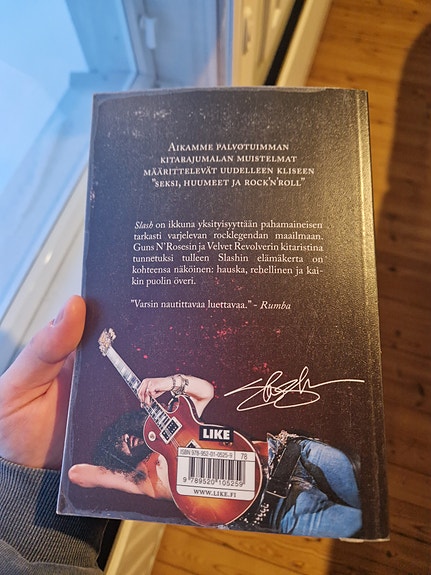 AIKAMME PALVOTUIMMAN
KITARAJUMALAN MUISTELMAT
MÄÄRITTELEVÄT UUDELLEEN KLISEEN
"SEKSI, HUUMEET JA ROCK'N'ROLL"
Slash on ikkuna yksityisyyttään pahamaineisen
tarkasti varjelevan rocklegendan maailmaan.
Guns N'Rosesin ja Velvet Revolverin kitaristina
tunnetuksi tulleen Slashin elämäkerta on
kohteensa näköinen: hauska, rehellinen ja kai-
kin puolin överi.
"Varsin nautittavaa luettavaa." - Rumba
Slash
LIKE
ISBN 978-952-01-0525-9
78
9 789520 105259
WWW.LIKE.FI